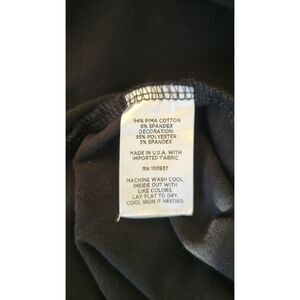 94% PIMA COTTON
6% SPANDEX
DECORATION:
95% POLYESTER
5% SPANDEX
MADE IN U.S.A. WITH
IMPORTED FABRIC
RN 150937
MACHINE WASH COOL,
INSIDE OUT WITH
LIKE COLORS.
LAY FLAT TO DRY.
COOL IRON IF NEEDED.